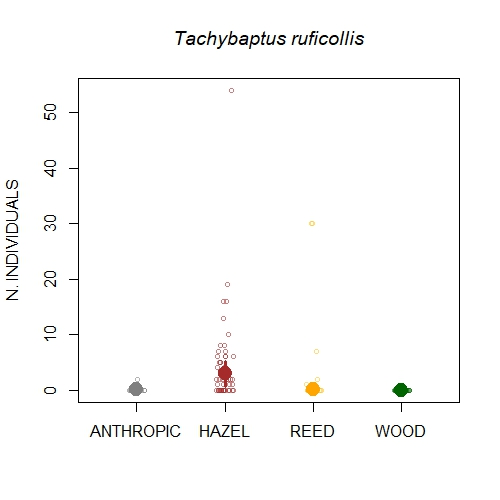 Tachybaptus ruficollis
N. INDIVIDUALS
50
40
30
20
10
0
ANTHROPIC HAZEL REED WOOD